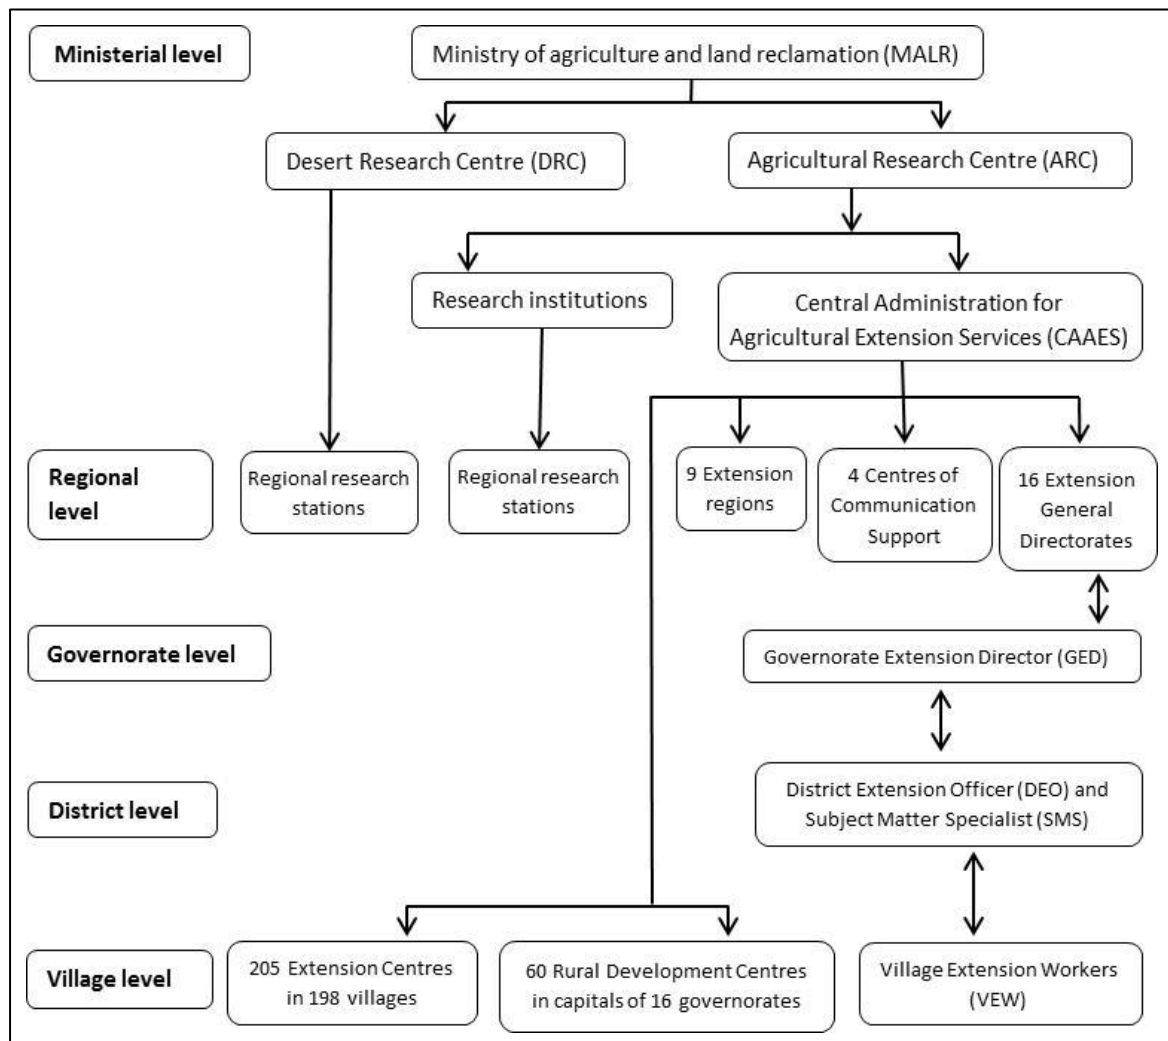 Ministerial level
Ministry of agriculture and land reclamation (MALR)
Desert Research Centre (DRC)
Agricultural Research Centre (ARC)
Research institutions
Central Administration for
Agricultural Extension Services (CAAES)
Regional
level
Regional research
stations
Regional research
stations
9 Extension
regions
4 Centres of
Communication
Support
16 Extension
General
Directorates
Governorate level
Governorate Extension Director (GED)
District level
District Extension Officer (DEO) and
Subject Matter Specialist (SMS)
Village level
205 Extension Centres
in 198 villages
60 Rural Development Centres
in capitals of 16 governorates
Village Extension Workers
(VEW)